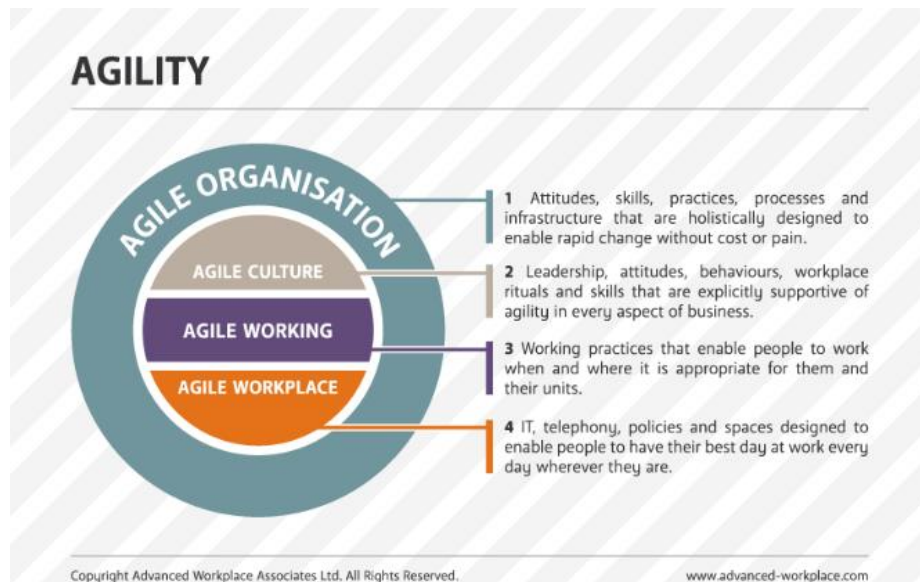 AGILITY
AGILE ORGANISATION
AGILE CULTURE
AGILE WORKING
AGILE WORKPLACE
1 Attitudes, skills, practices, processes and
infrastructure that are holistically designed to
enable rapid change without cost or pain.
2 Leadership, attitudes, behaviours, workplace
rituals and skills that are explicitly supportive of
agility in every aspect of business.
3 Working practices that enable people to work
when and where it is appropriate for them and
their units.
4 IT, telephony, policies and spaces designed to
enable people to have their best day at work every
day wherever they are.
Copyright Advanced Workplace Associates Ltd. All Rights Reserved.
www.advanced-workplace.com